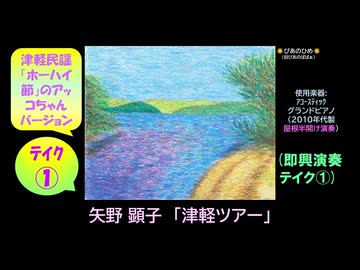 津軽民謡
「ホーハイ
節」のアッ
コちゃん
バージョン
テイク
①
🌟ぴあのひめ🌟
(旧ぴあのばばぁ)
使用楽器:
アコースティック
グランドピアノ
(2010年代製
屋根半開け演奏)
(即興演奏
テイク①)
矢野 顕子 「津軽ツアー」